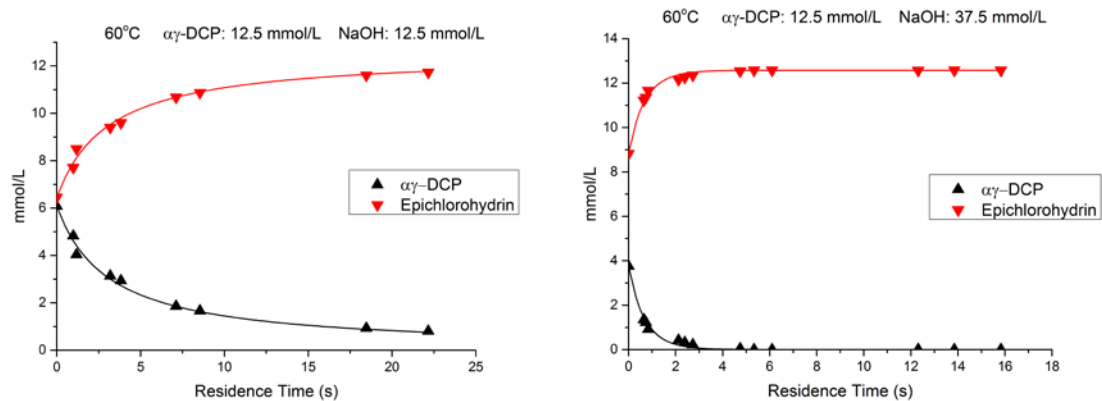 60°C αγ-DCP: 12.5 mmol/L NaOH: 12.5 mmol/L
12
10
8
6
4
2
0
mmol/L
αγ-DCP
Epichlorohydrin
0 5 10 15 20 25
Residence Time (s)
60°C αγ-DCP: 12.5 mmol/L NaOH: 37.5 mmol/L
14
12
10
8
6
4
2
0
mmol/L
αγ-DCP
Epichlorohydrin
0 2 4 6 8 10 12 14 16 18
Residence Time (s)